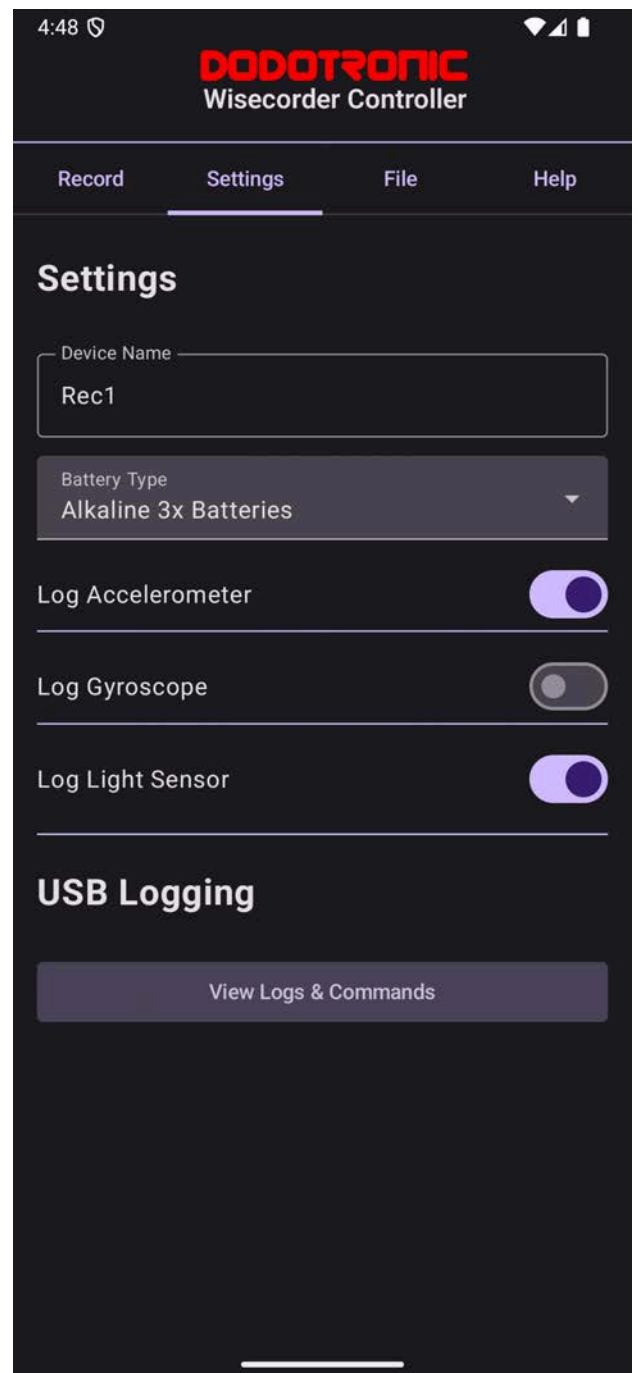 4:48
DODOTRONIC
Wisecorder Controller
Record Settings File Help
Settings
Device Name
Rec1
Battery Type
Alkaline 3x Batteries
Log Accelerometer
Log Gyroscope
Log Light Sensor
USB Logging
View Logs & Commands